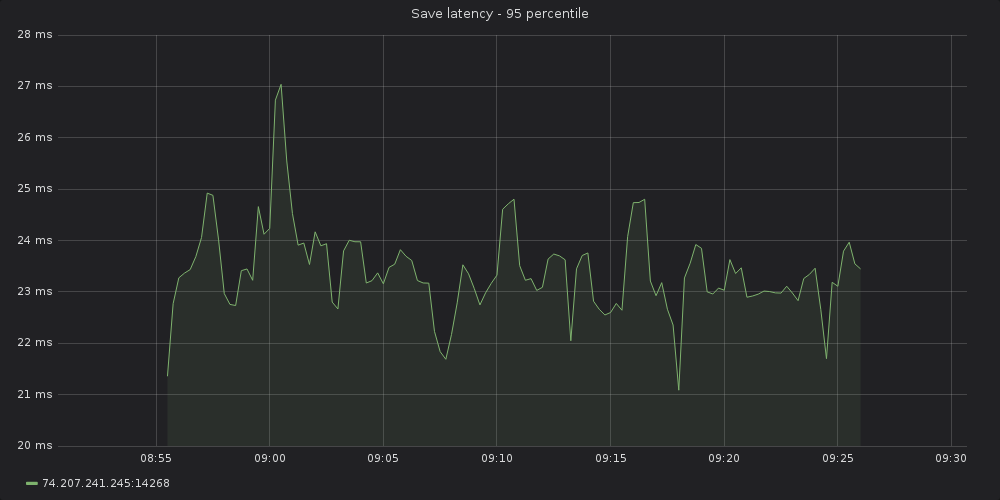 Save latency - 95 percentile
28 ms
27 ms
26 ms
25 ms
24 ms
23 ms
22 ms
21 ms
20 ms
08:55 09:00 09:05 09:10 09:15 09:20 09:25 09:30
74.207.241.245:14268